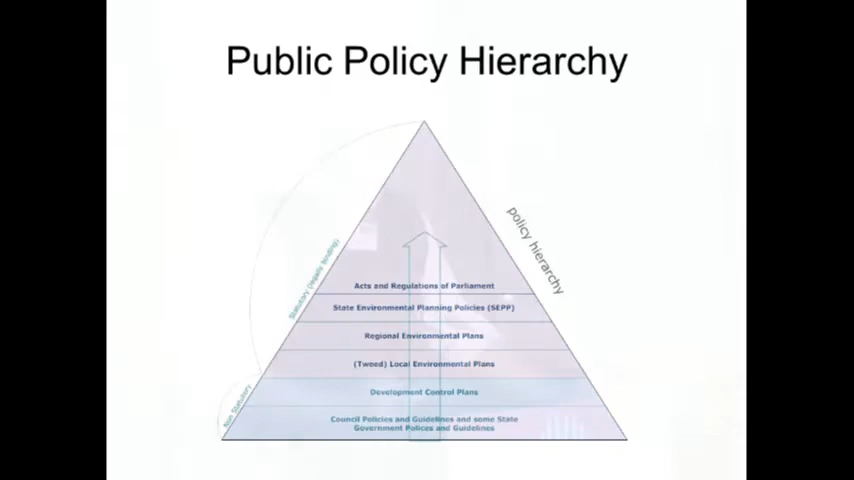 Public Policy Hierarchy
policy hierarchy
Statutory (legally binding)
Acts and Regulations of Parliament
State Environmental Planning Policies (SEPP)
Regional Environmental Plans
(Tweed) Local Environmental Plans
Non Statutory
Development Control Plans
Council Policies and Guidelines and some State
Government Polices and Guidelines